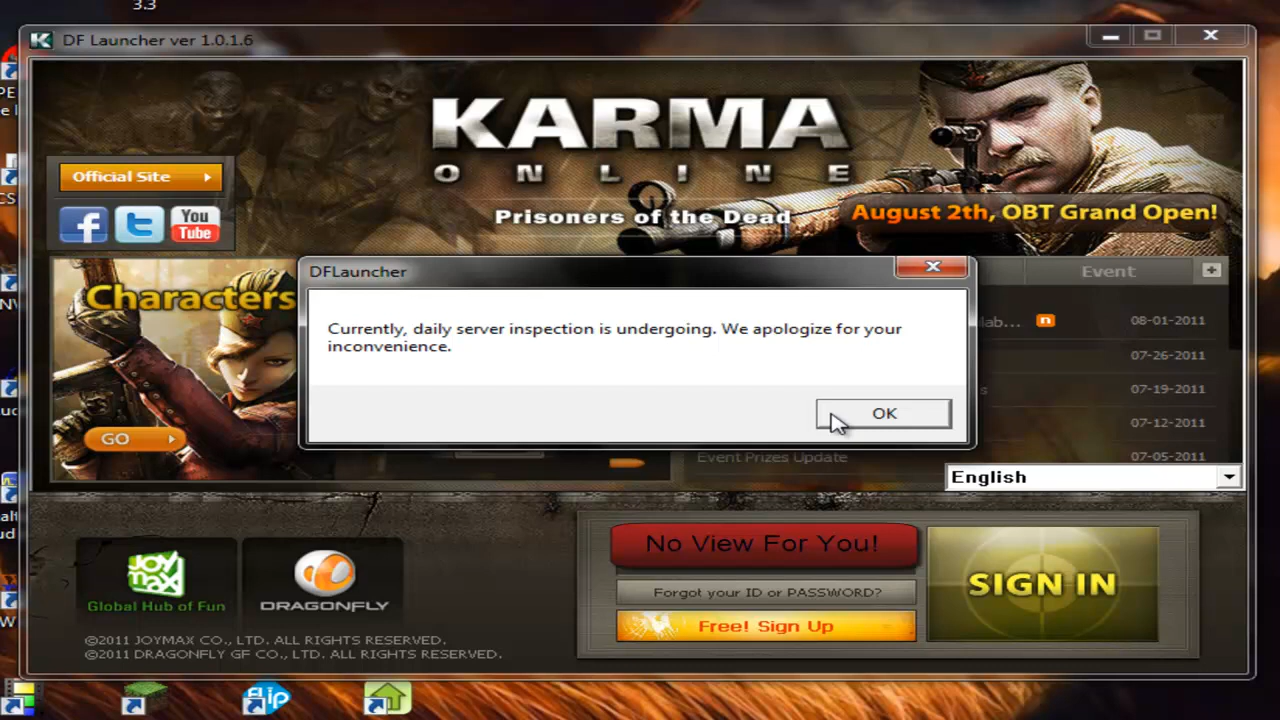 3.3
DF Launcher ver 1.0.1.6
KARMA
ONLINE
Prisoners of the Dead
August 2th, OBT Grand Open!
Official Site
f
t
You
Tube
Characters
GO
DFLauncher
Currently, daily server inspection is undergoing. We apologize for your
inconvenience.
OK
Event
n
08-01-2011
07-26-2011
07-19-2011
07-12-2011
Event Prizes Update
07-05-2011
English
No View For You!
Forgot your ID or PASSWORD?
Free! Sign Up
SIGN IN
JOY
MAX
Global Hub of Fun
DRAGONFLY
©2011 JOYMAX CO., LTD. ALL RIGHTS RESERVED.
©2011 DRAGONFLY GF CO., LTD. ALL RIGHTS RESERVED.
flip